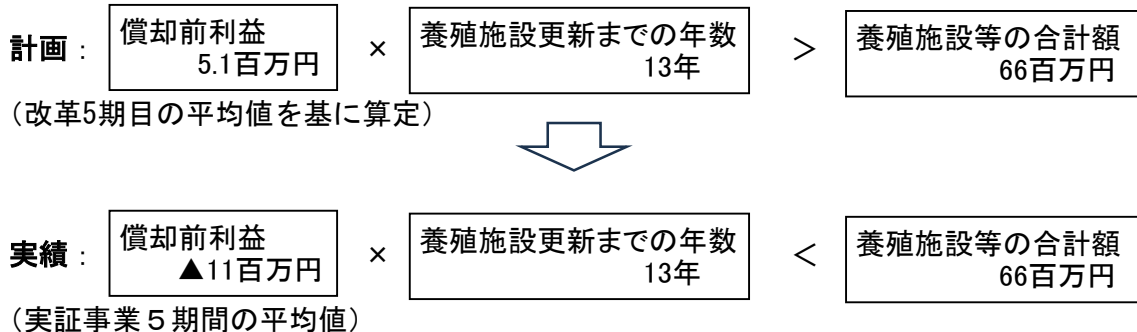 計画： 償却前利益 5.1百万円 × 養殖施設更新までの年数 13年 ＞ 養殖施設等の合計額 66百万円
（改革5期目の平均値を基に算定）
実績： 償却前利益 ▲11百万円 × 養殖施設更新までの年数 13年 ＜ 養殖施設等の合計額 66百万円
（実証事業５期間の平均値）